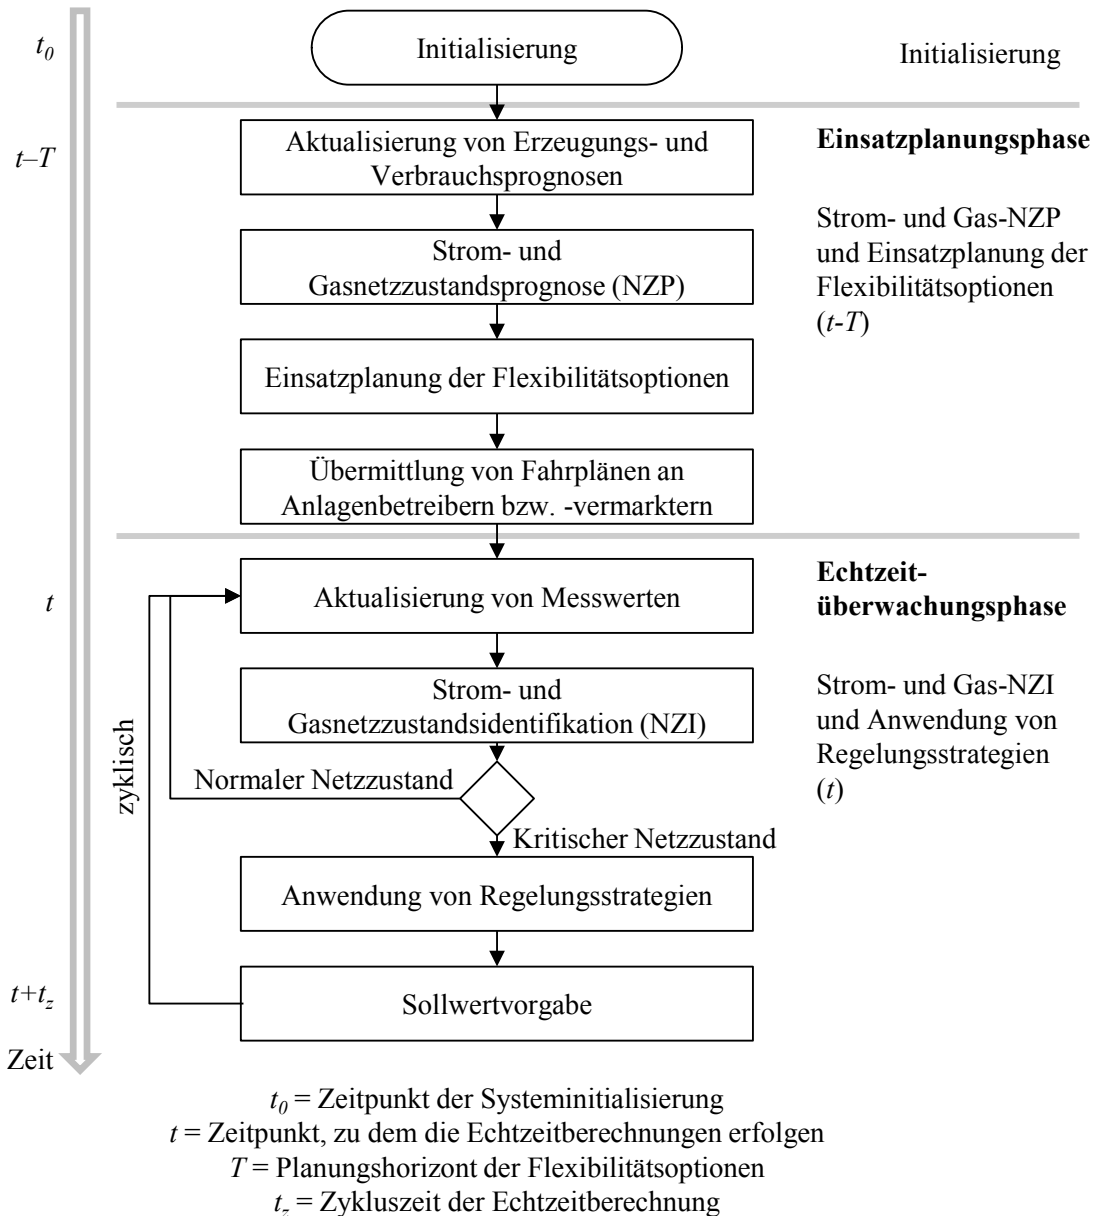 t0
Initialisierung
Initialisierung
t–T
Aktualisierung von Erzeugungs- und
Verbrauchsprognosen
Einsatzplanungsphase
Strom- und
Gasnetzzustandsprognose (NZP)
Strom- und Gas-NZP
und Einsatzplanung der
Flexibilitätsoptionen
(t-T)
Einsatzplanung der Flexibilitätsoptionen
Übermittlung von Fahrplänen an
Anlagenbetreibern bzw. -vermarktern
t
Aktualisierung von Messwerten
Echtzeit-
überwachungsphase
Strom- und
Gasnetzzustandsidentifikation (NZI)
Strom- und Gas-NZI
und Anwendung von
Regelungsstrategien
(t)
zyklisch
Normaler Netzzustand
Kritischer Netzzustand
Anwendung von Regelungsstrategien
t+tz
Sollwertvorgabe
Zeit
t0 = Zeitpunkt der Systeminitialisierung
t = Zeitpunkt, zu dem die Echtzeitberechnungen erfolgen
T = Planungshorizont der Flexibilitätsoptionen
tz = Zykluszeit der Echtzeitberechnung